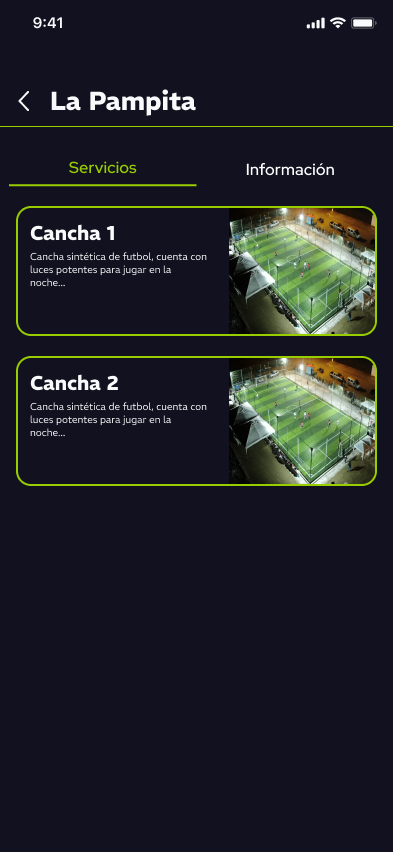 9:41
La Pampita
Servicios
Información
Cancha 1
Cancha sintética de futbol, cuenta con
luces potentes para jugar en la
noche...
Cancha 2
Cancha sintética de futbol, cuenta con
luces potentes para jugar en la
noche...